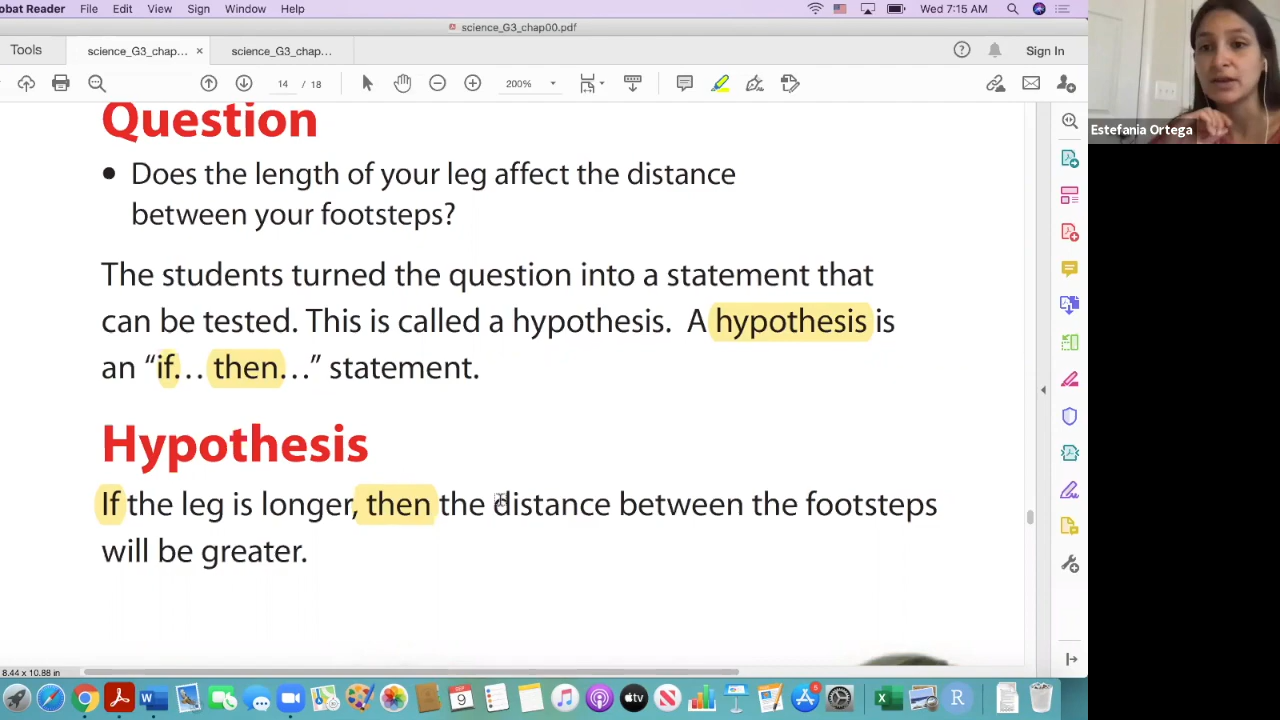 obat Reader File Edit View Sign Window Help Wed 7:15 AM
science_G3_chap00.pdf
Tools science_G3_chap... × science_G3_chap... Sign In
14 / 18 200%
Question
• Does the length of your leg affect the distance
between your footsteps?
The students turned the question into a statement that
can be tested. This is called a hypothesis. A hypothesis is
an “if… then…” statement.
Hypothesis
If the leg is longer, then the distance between the footsteps
will be greater.
8.44 x 10.88 in
Estefania Ortega